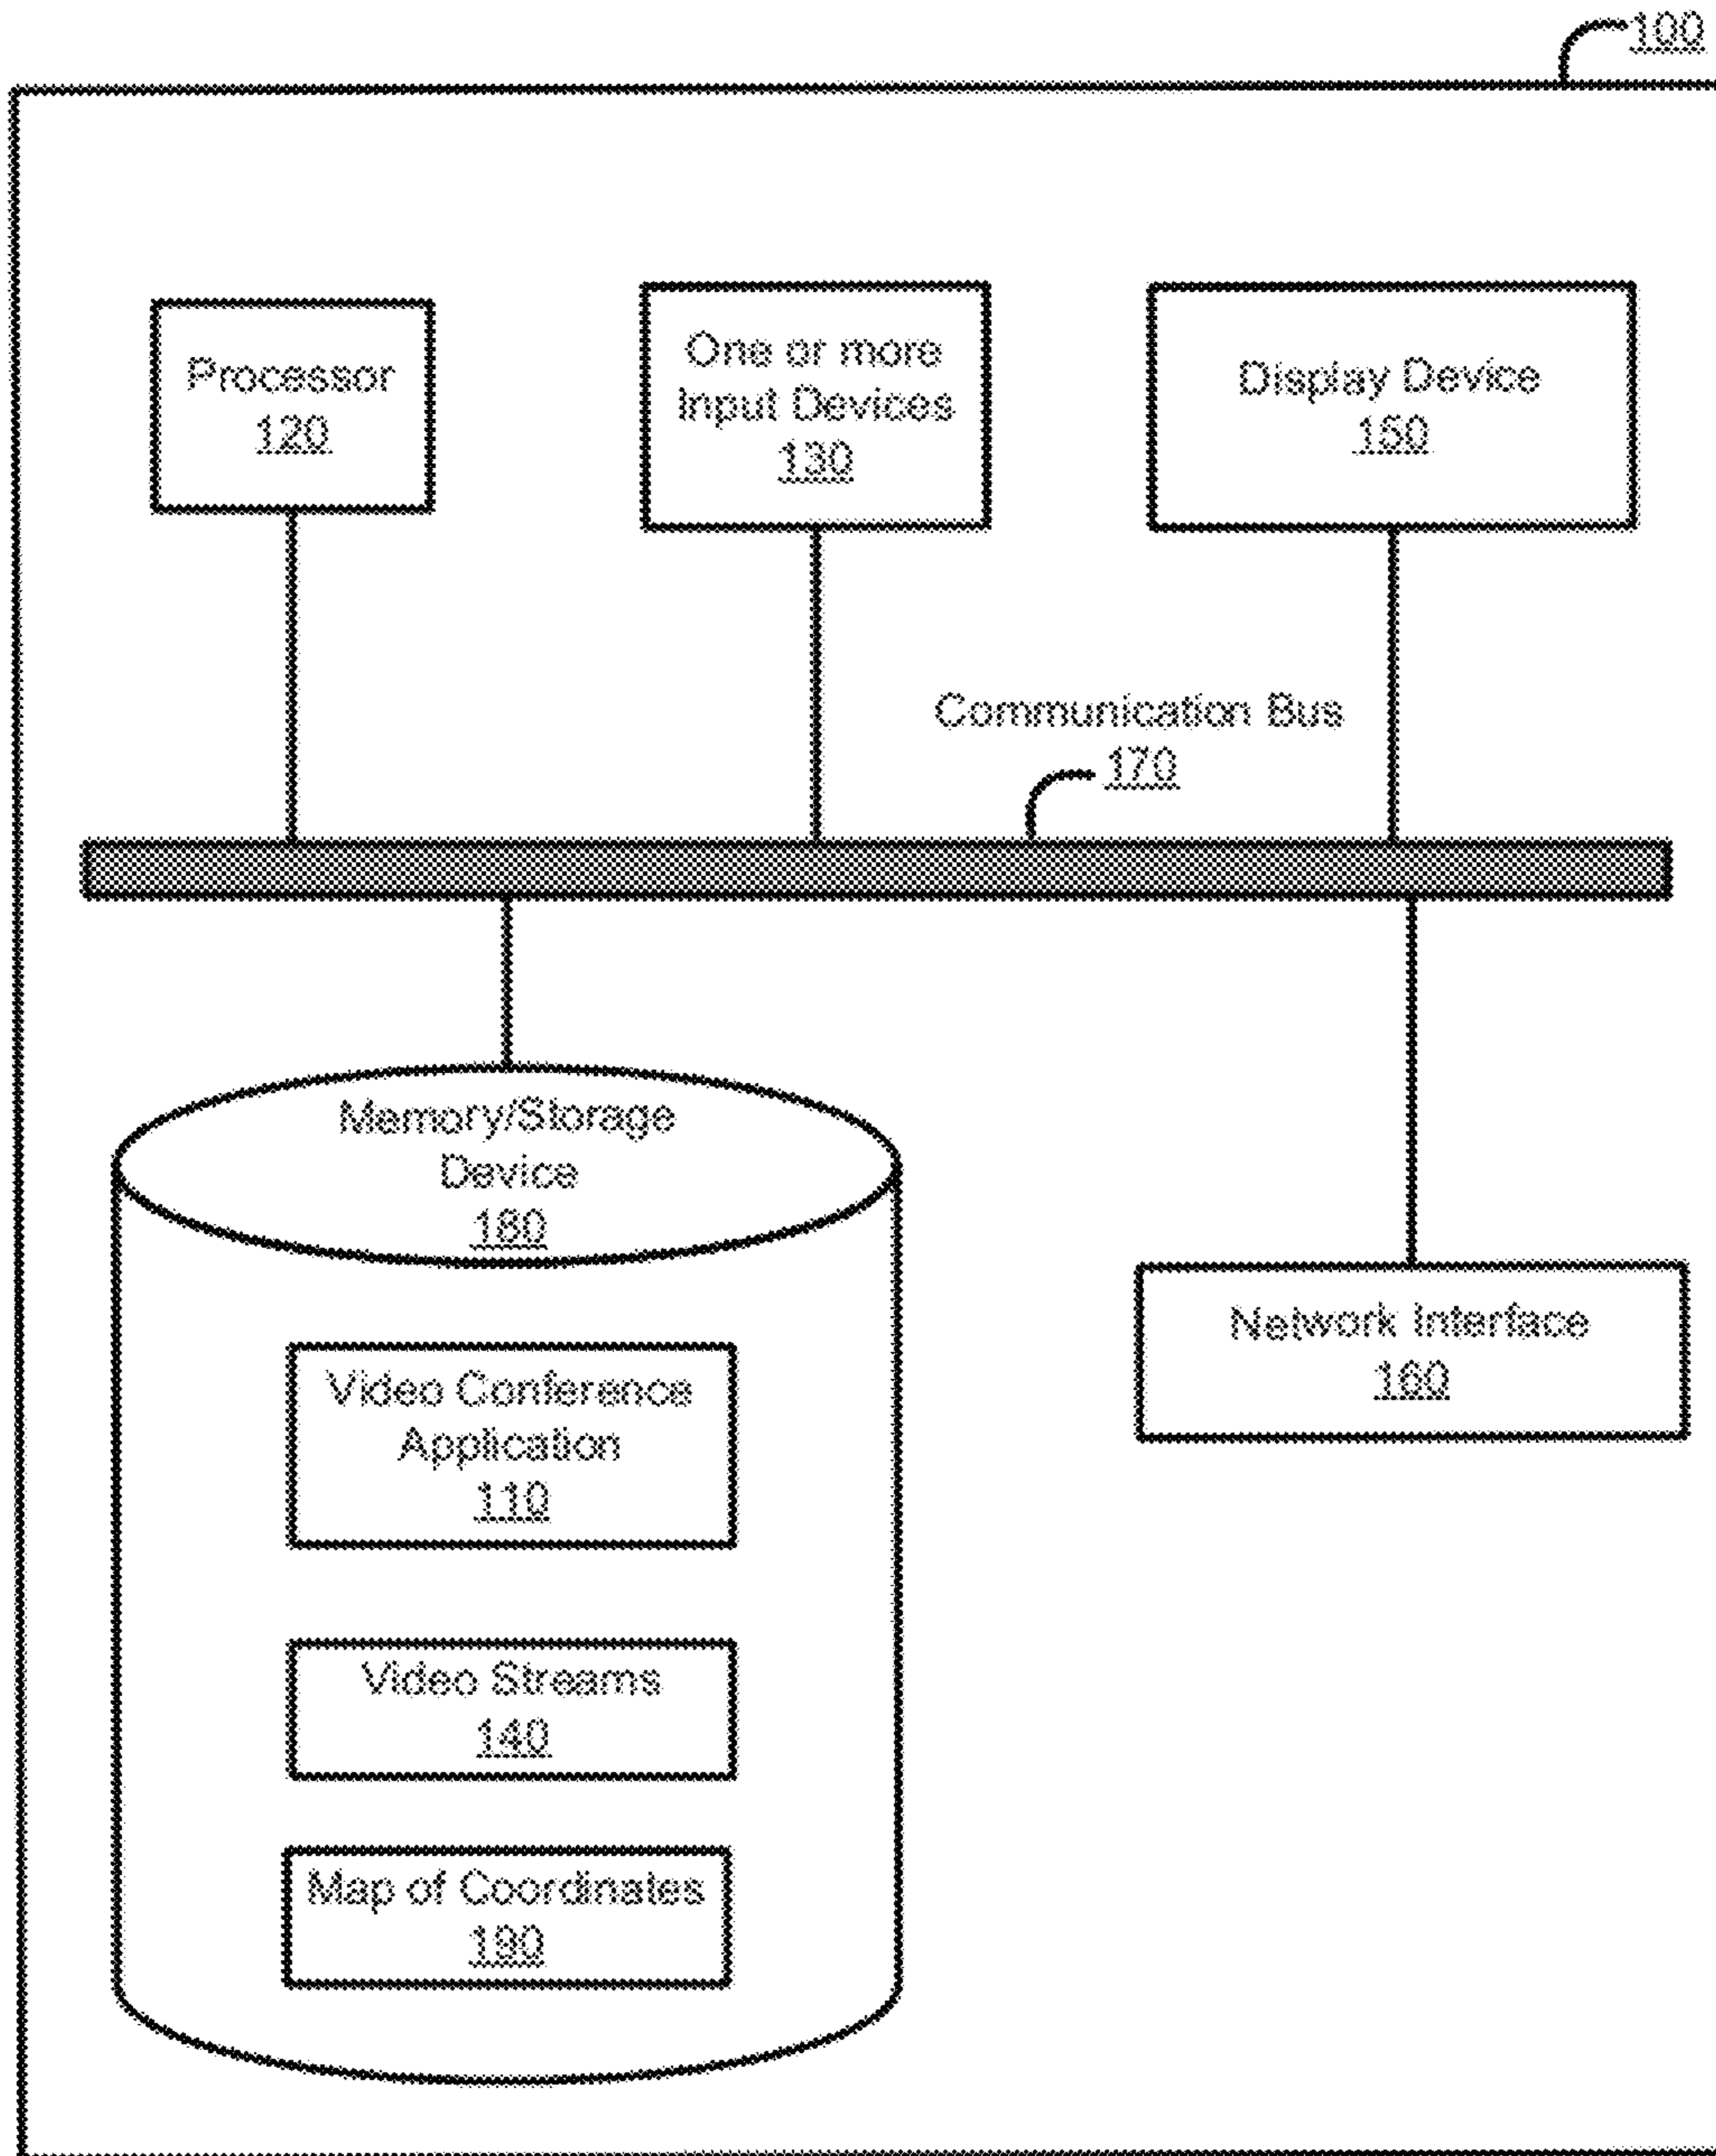 100
Processor
120
One or more
Input Devices
130
Display Device
150
Communication Bus
170
Memory/Storage
Device
180
Video Conference
Application
110
Video Streams
140
Map of Coordinates
190
Network Interface
160